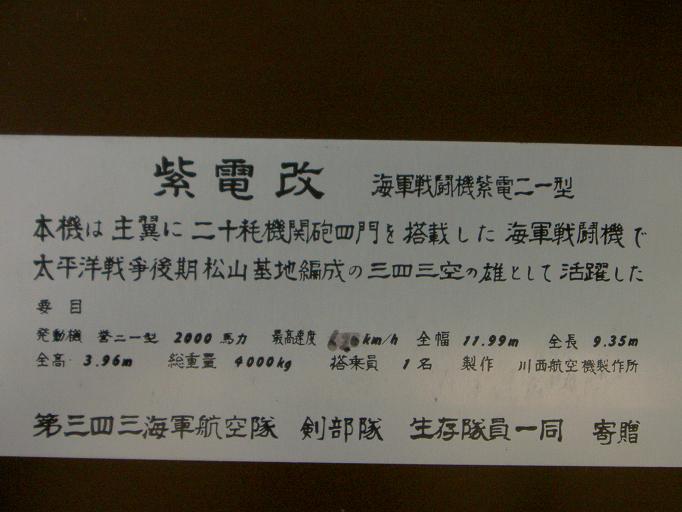 紫電改 海軍戦闘機紫電二一型
本機は主翼に二十粍機関砲四門を搭載した海軍戦闘機で
太平洋戦争後期松山基地編成の三四三空の雄として活躍した
要目
発動機 誉二一型 2000馬力 最高速度 620km/h 全幅 11.99m 全長 9.35m
全高 3.96m 総重量 4000kg 搭乗員 1名 製作 川西航空機製作所
第三四三海軍航空隊 剣部隊 生存隊員一同 寄贈